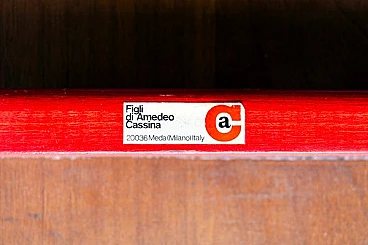 Figli
di Amedeo
Cassina
20036 Meda (Milano) Italy
Ca